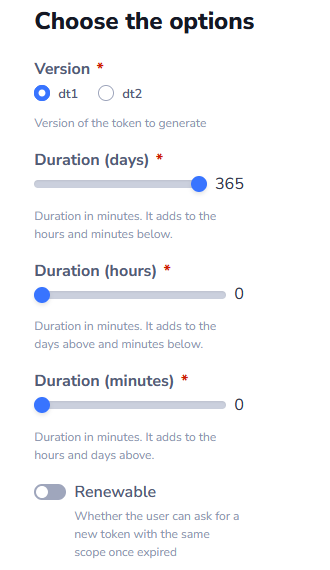 Choose the options
Version *
dt1 dt2
Version of the token to generate
Duration (days) *
365
Duration in minutes. It adds to the
hours and minutes below.
Duration (hours) *
0
Duration in minutes. It adds to the
days above and minutes below.
Duration (minutes) *
0
Duration in minutes. It adds to the
hours and days above.
Renewable
Whether the user can ask for a
new token with the same
scope once expired